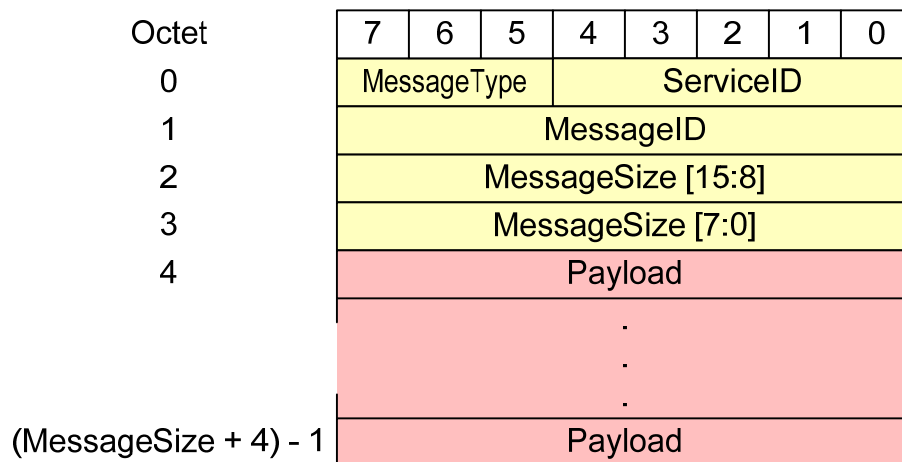 Octet 7 6 5 4 3 2 1 0
0 MessageType ServiceID
1 MessageID
2 MessageSize [15:8]
3 MessageSize [7:0]
4 Payload
.
.
.
(MessageSize + 4) - 1 Payload